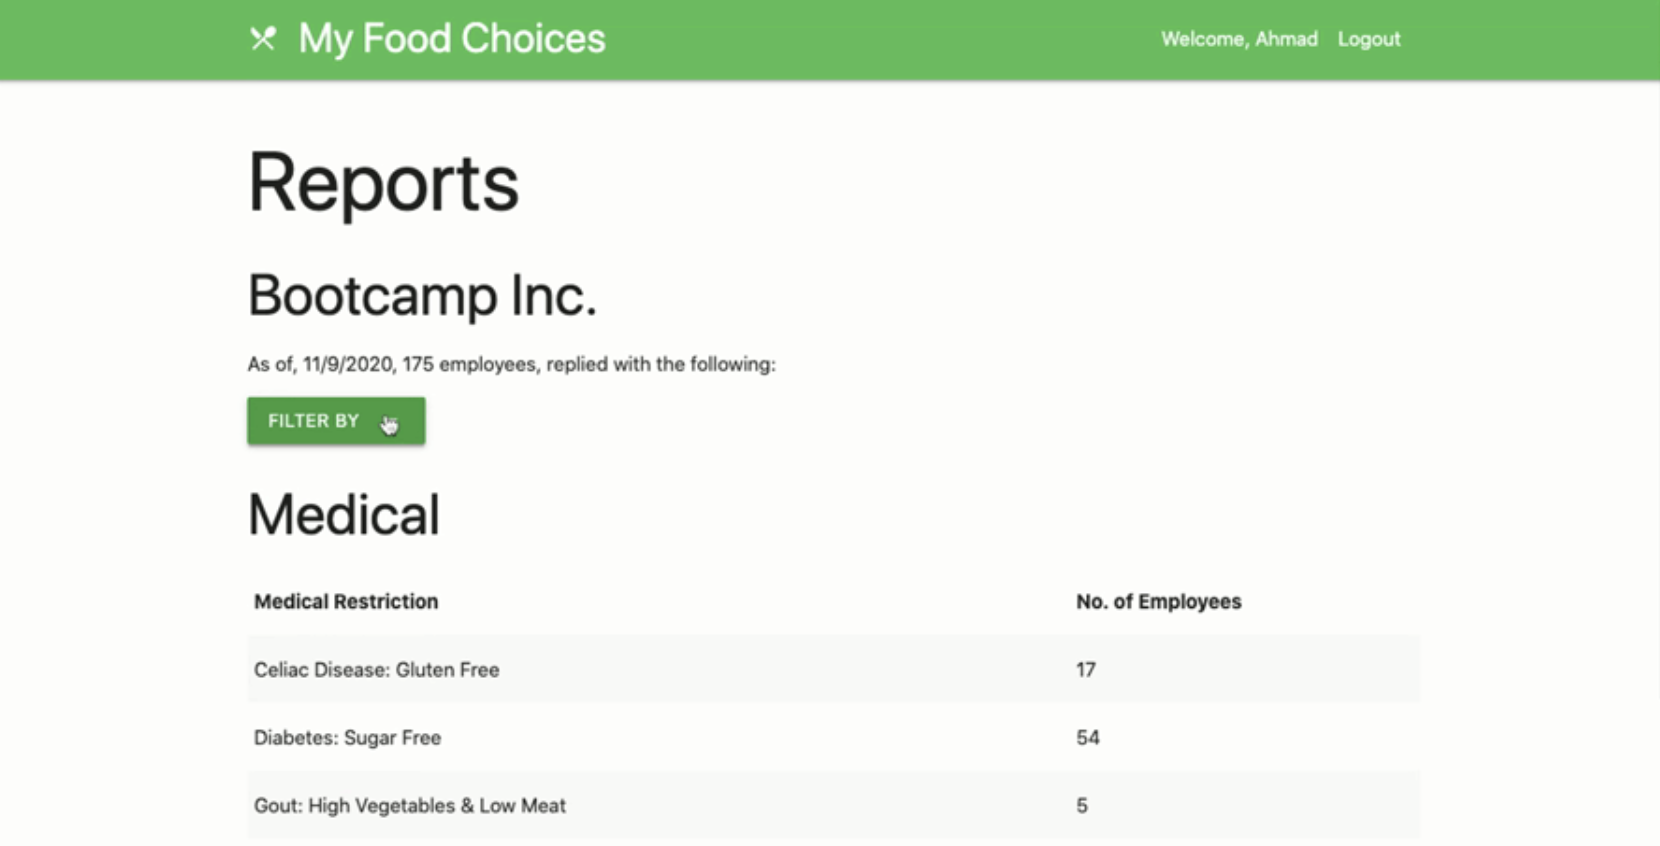 My Food Choices
Welcome, Ahmad Logout
Reports
Bootcamp Inc.
As of, 11/9/2020, 175 employees, replied with the following:
FILTER BY
Medical
Medical Restriction No. of Employees
Celiac Disease: Gluten Free 17
Diabetes: Sugar Free 54
Gout: High Vegetables & Low Meat 5